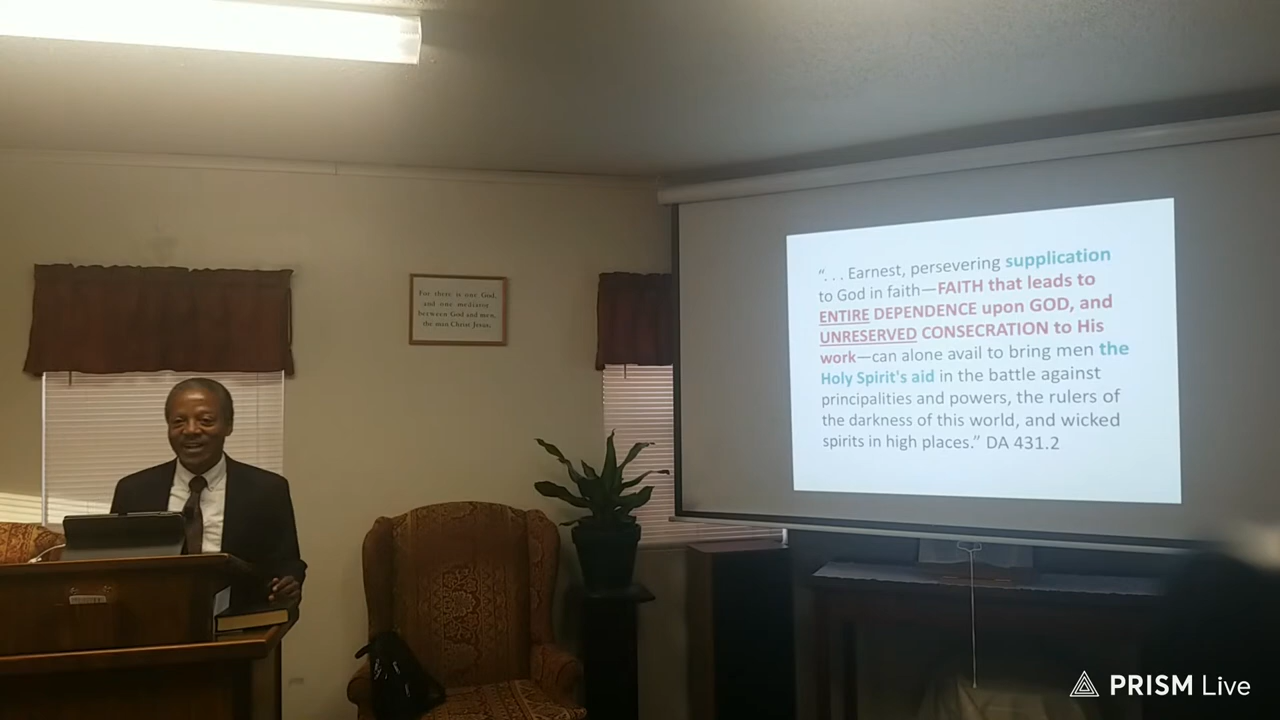 For there is one God,
and one mediator
between God and men,
the man Christ Jesus;
“. . . Earnest, persevering supplication
to God in faith—FAITH that leads to
ENTIRE DEPENDENCE upon GOD, and
UNRESERVED CONSECRATION to His
work—can alone avail to bring men the
Holy Spirit's aid in the battle against
principalities and powers, the rulers of
the darkness of this world, and wicked
spirits in high places.” DA 431.2
PRISM Live